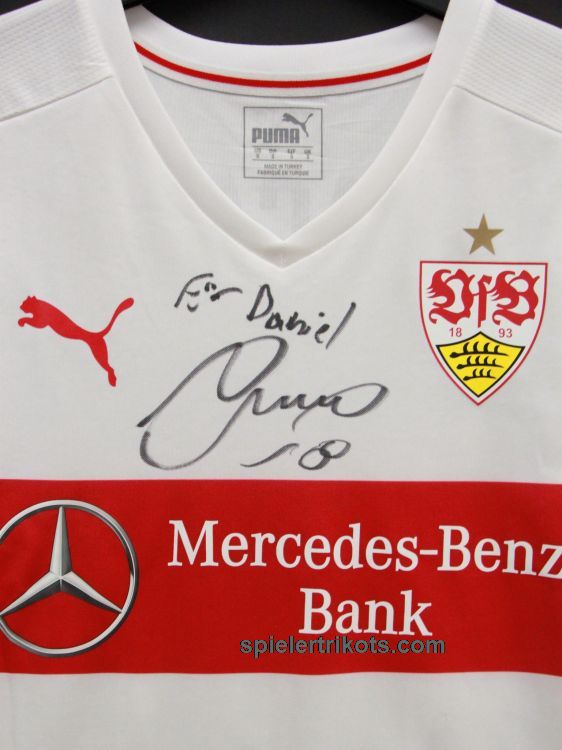 PUMA
MADE IN TURKEY
FABRIQUÉ EN TURQUIE
Für Daniel
18
VfB
18 93
Mercedes-Benz
Bank
spielertrikots.com